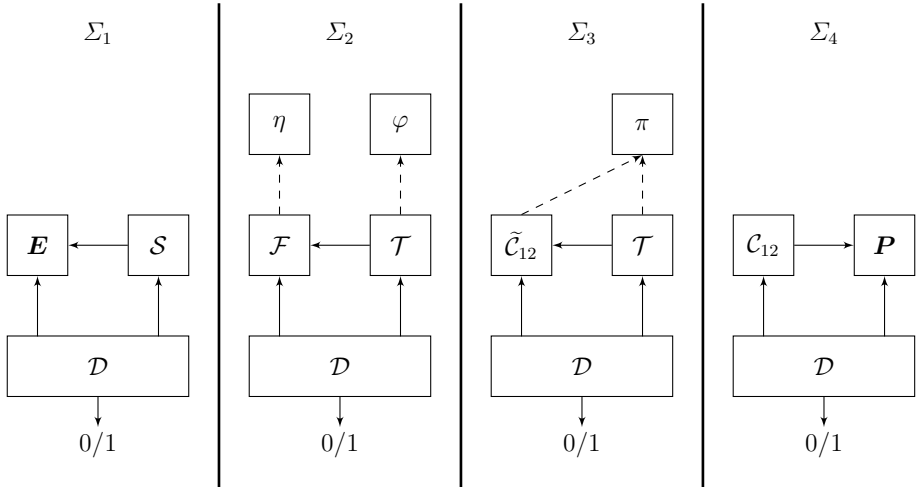 Σ₁ Σ₂ Σ₃ Σ₄
η φ π
E S F T C̃₁₂ T C₁₂ P
D D D D
0/1 0/1 0/1 0/1